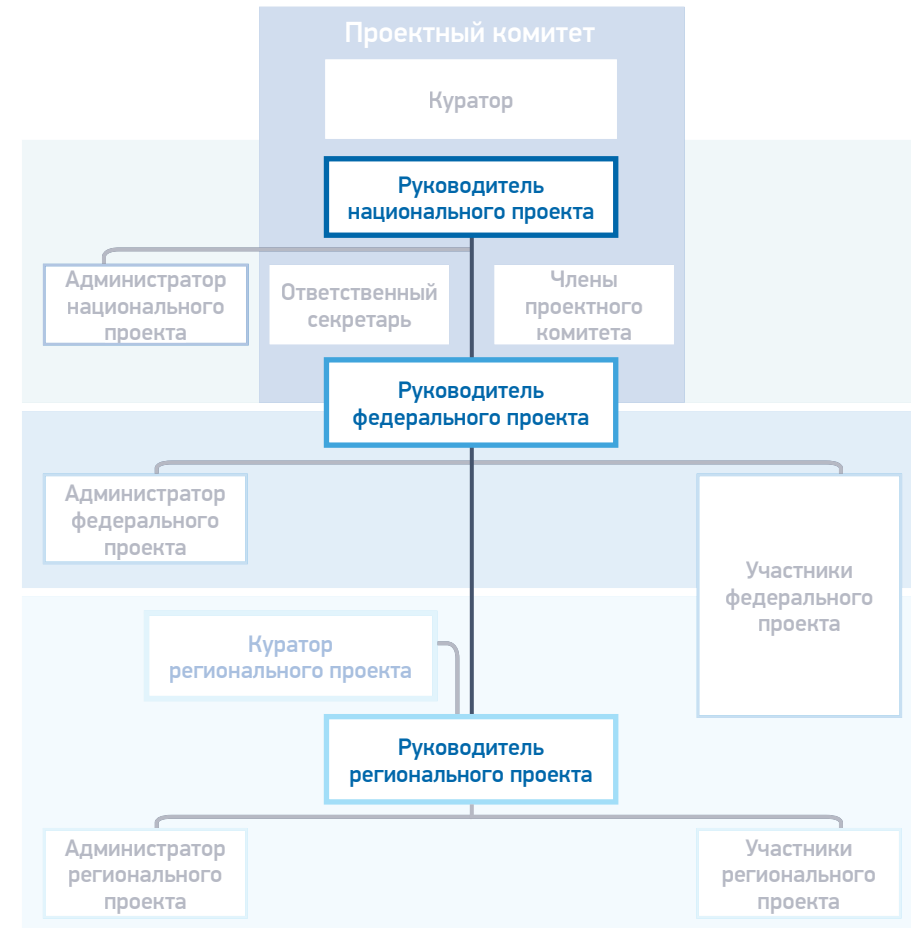 Проектный комитет
Куратор
Руководитель
национального проекта
Администратор
национального
проекта
Ответственный
секретарь
Члены
проектного
комитета
Руководитель
федерального проекта
Администратор
федерального
проекта
Участники
федерального
проекта
Куратор
регионального проекта
Руководитель
регионального проекта
Администратор
регионального
проекта
Участники
регионального
проекта